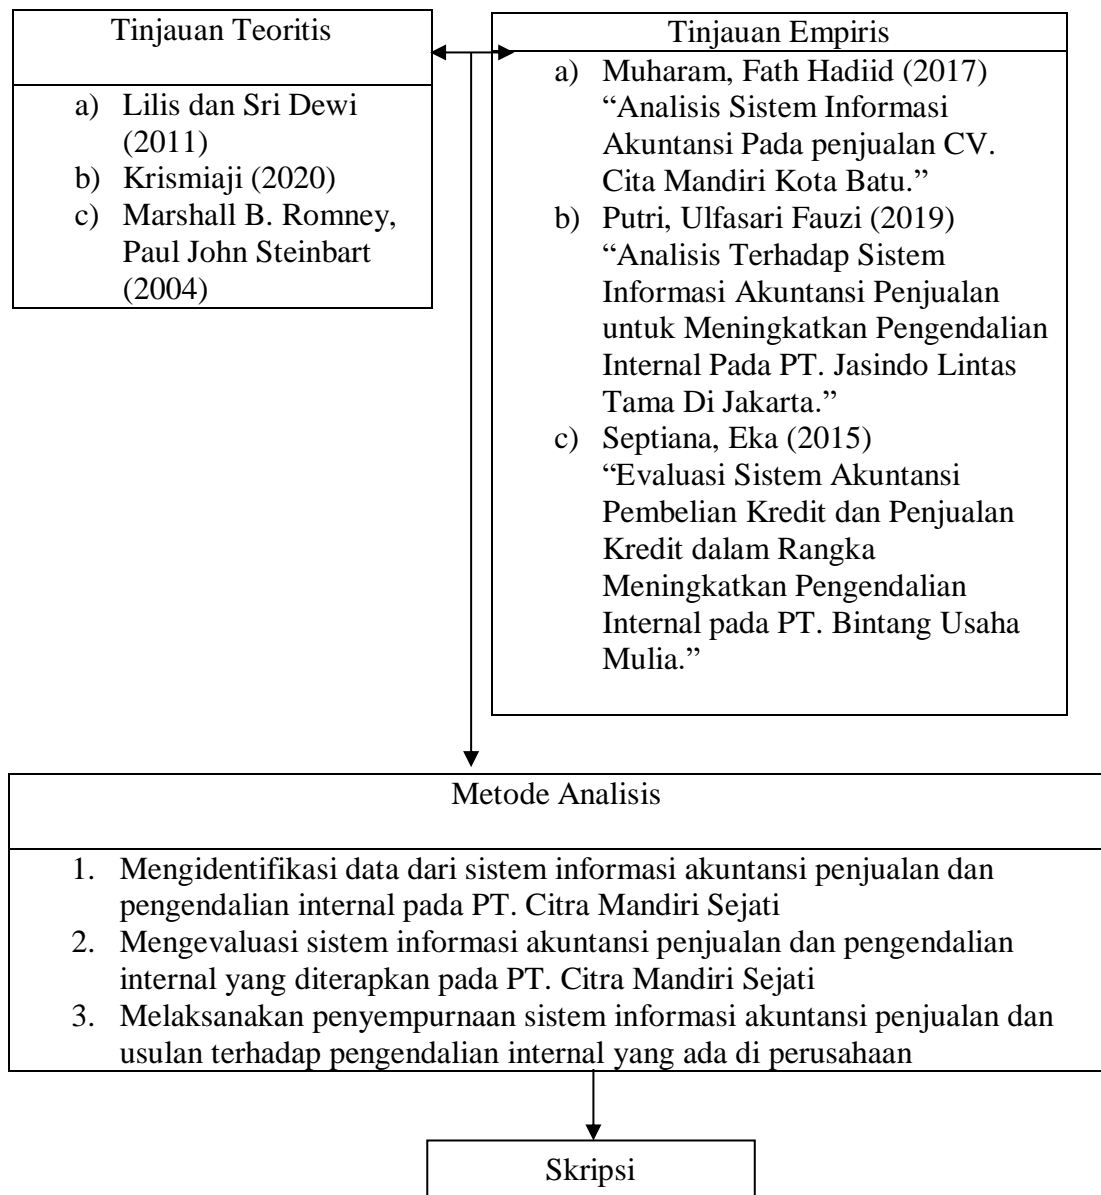 Tinjauan Teoritis
a) Lilis dan Sri Dewi
(2011)
b) Krismiaji (2020)
c) Marshall B. Romney,
Paul John Steinbart
(2004)
Tinjauan Empiris
a) Muharam, Fath Hadiid (2017)
“Analisis Sistem Informasi
Akuntansi Pada penjualan CV.
Cita Mandiri Kota Batu.”
b) Putri, Ulfasari Fauzi (2019)
“Analisis Terhadap Sistem
Informasi Akuntansi Penjualan
untuk Meningkatkan Pengendalian
Internal Pada PT. Jasindo Lintas
Tama Di Jakarta.”
c) Septiana, Eka (2015)
“Evaluasi Sistem Akuntansi
Pembelian Kredit dan Penjualan
Kredit dalam Rangka
Meningkatkan Pengendalian
Internal pada PT. Bintang Usaha
Mulia.”
Metode Analisis
1. Mengidentifikasi data dari sistem informasi akuntansi penjualan dan
pengendalian internal pada PT. Citra Mandiri Sejati
2. Mengevaluasi sistem informasi akuntansi penjualan dan pengendalian
internal yang diterapkan pada PT. Citra Mandiri Sejati
3. Melaksanakan penyempurnaan sistem informasi akuntansi penjualan dan
usulan terhadap pengendalian internal yang ada di perusahaan
Skripsi